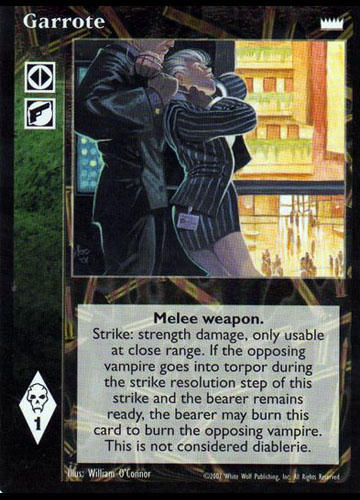 Garrote
Melee weapon.
Strike: strength damage, only usable
at close range. If the opposing
vampire goes into torpor during
the strike resolution step of this
strike and the bearer remains
ready, the bearer may burn this
card to burn the opposing vampire.
This is not considered diablerie.
1
Illus: William O'Connor
©2007 White Wolf Publishing, Inc. All Rights Reserved